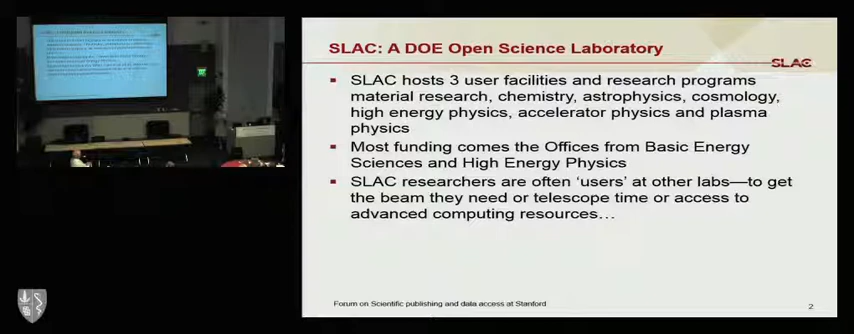 SLAC: A DOE Open Science Laboratory
SLAC
SLAC hosts 3 user facilities and research programs
material research, chemistry, astrophysics, cosmology,
high energy physics, accelerator physics and plasma
physics
Most funding comes the Offices from Basic Energy
Sciences and High Energy Physics
SLAC researchers are often ‘users’ at other labs—to get
the beam they need or telescope time or access to
advanced computing resources…
Forum on Scientific publishing and data access at Stanford
2